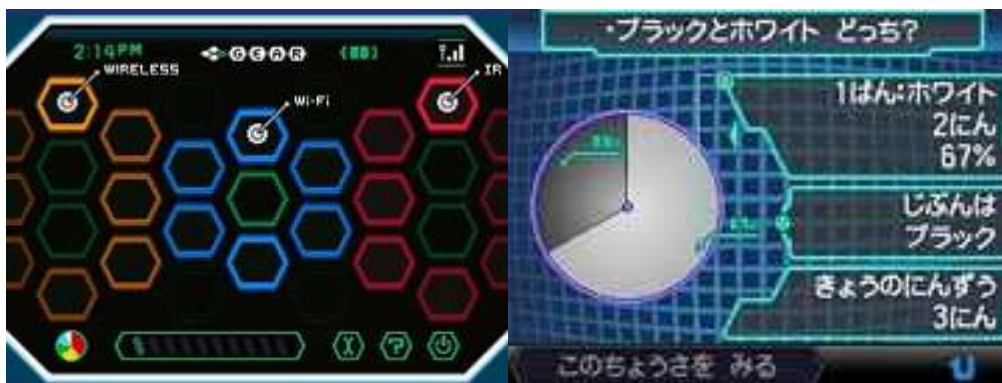 2:14PM
C GEAR
WIRELESS
IR
Wi-Fi
・ブラックとホワイト どっち?
1ばん:ホワイト
2にん
67%
じぶんは
ブラック
きょうのにんずう
3にん
このちょうさを みる